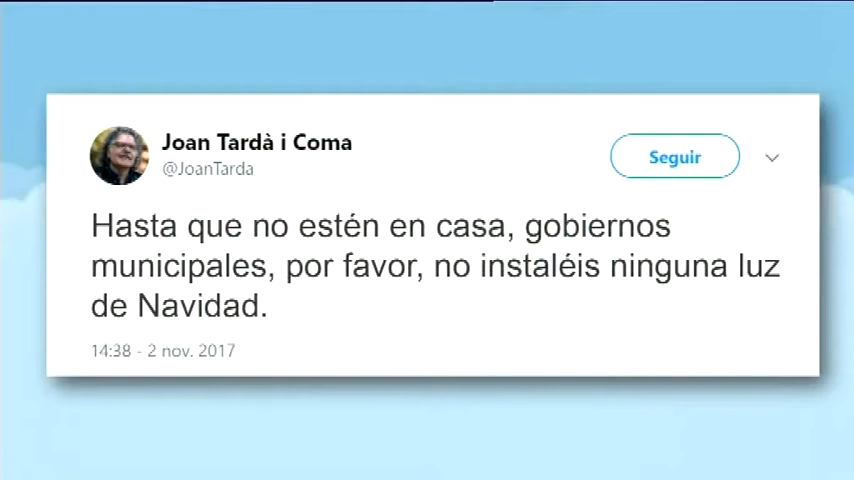 Joan Tardà i Coma
@JoanTarda
Seguir
Hasta que no estén en casa, gobiernos
municipales, por favor, no instaléis ninguna luz
de Navidad.
14:38 - 2 nov. 2017